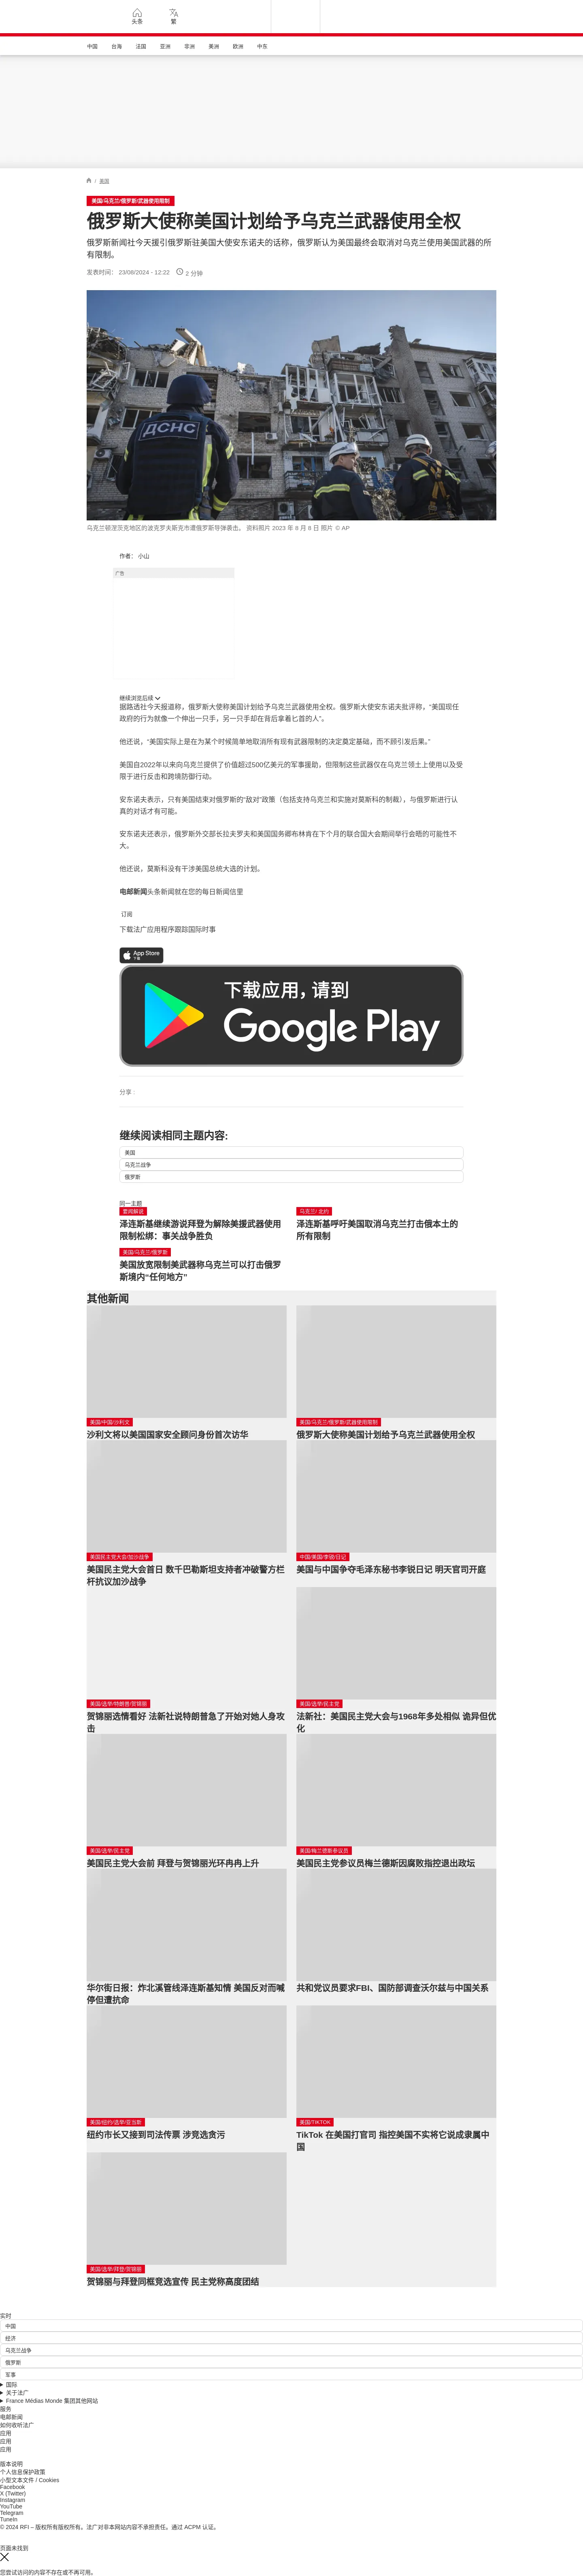 头条
繁
中国
台海
法国
亚洲
非洲
美洲
欧洲
中东
/ 美国
美国/乌克兰/俄罗斯/武器使用限制
俄罗斯大使称美国计划给予乌克兰武器使用全权
俄罗斯新闻社今天援引俄罗斯驻美国大使安东诺夫的话称，俄罗斯认为美国最终会取消对乌克兰使用美国武器的所
有限制。
发表时间： 23/08/2024 - 12:22
2 分钟
ДСНС
乌克兰顿涅茨克地区的波克罗夫斯克市遭俄罗斯导弹袭击。 资料照片 2023 年 8 月 8 日 照片 © AP
作者： 小山
广告
继续浏览后续
据路透社今天报道称，俄罗斯大使称美国计划给予乌克兰武器使用全权。俄罗斯大使安东诺夫批评称，“美国现任
政府的行为就像一个伸出一只手，另一只手却在背后拿着匕首的人”。
他还说，“美国实际上是在为某个时候简单地取消所有现有武器限制的决定奠定基础，而不顾引发后果。”
美国自2022年以来向乌克兰提供了价值超过500亿美元的军事援助，但限制这些武器仅在乌克兰领土上使用以及受
限于进行反击和跨境防御行动。
安东诺夫表示，只有美国结束对俄罗斯的“敌对”政策（包括支持乌克兰和实施对莫斯科的制裁），与俄罗斯进行认
真的对话才有可能。
安东诺夫还表示，俄罗斯外交部长拉夫罗夫和美国国务卿布林肯在下个月的联合国大会期间举行会晤的可能性不
大。
他还说，莫斯科没有干涉美国总统大选的计划。
电邮新闻头条新闻就在您的每日新闻信里
订阅
下载法广应用程序跟踪国际时事
App Store
下载
下载应用，请到
Google Play
分享 :
继续阅读相同主题内容:
美国
乌克兰战争
俄罗斯
同一主题
要闻解说
泽连斯基继续游说拜登为解除美援武器使用
限制松绑：事关战争胜负
乌克兰/ 北约
泽连斯基呼吁美国取消乌克兰打击俄本土的
所有限制
美国/乌克兰/俄罗斯
美国放宽限制美武器称乌克兰可以打击俄罗
斯境内“任何地方”
其他新闻
美国/中国/沙利文
沙利文将以美国国家安全顾问身份首次访华
美国/乌克兰/俄罗斯/武器使用限制
俄罗斯大使称美国计划给予乌克兰武器使用全权
美国民主党大会/加沙战争
美国民主党大会首日 数千巴勒斯坦支持者冲破警方栏
杆抗议加沙战争
中国/美国/李锐/日记
美国与中国争夺毛泽东秘书李锐日记 明天官司开庭
美国/选举/特朗普/贺锦丽
贺锦丽选情看好 法新社说特朗普急了开始对她人身攻
击
美国/选举/民主党
法新社：美国民主党大会与1968年多处相似 诡异但优
化
美国/选举/民主党
美国民主党大会前 拜登与贺锦丽光环冉冉上升
美国/梅兰德斯参议员
美国民主党参议员梅兰德斯因腐败指控退出政坛
华尔街日报：炸北溪管线泽连斯基知情 美国反对而喊
停但遭抗命
共和党议员要求FBI、国防部调查沃尔兹与中国关系
美国/纽约/选举/亚当斯
纽约市长又接到司法传票 涉竞选贪污
美国/TIKTOK
TikTok 在美国打官司 指控美国不实将它说成隶属中
国
美国/选举/拜登/贺锦丽
贺锦丽与拜登同框竞选宣传 民主党称高度团结
实时
中国
经济
乌克兰战争
俄罗斯
军事
国际
关于法广
France Médias Monde 集团其他网站
服务
电邮新闻
如何收听法广
应用
应用
应用
版本说明
个人信息保护政策
小型文本文件 / Cookies
Facebook
X (Twitter)
Instagram
YouTube
Telegram
TuneIn
© 2024 RFI – 版权所有版权所有。法广对非本网站内容不承担责任。通过 ACPM 认证。
页面未找到
您尝试访问的内容不存在或不再可用。